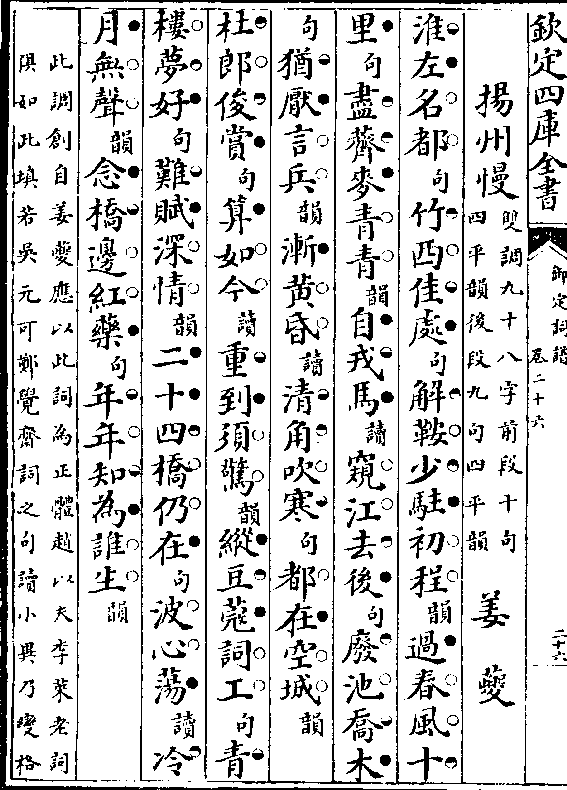 欽定四庫全書
御定詞譜
卷二十六
二十六
揚州慢
雙調九十八字前段十句
四平韻後段九句四平韻
姜夔
淮左名都句竹西佳處句解鞍少駐初程韻過春風十
里句盡薺麥青青韻自戎馬讀窺江去後句廢池喬木
句猶厭言兵韻漸黃昏讀清角吹寒句都在空城韻
杜郎俊賞句算如今讀重到須驚韻縱豆蔻詞工句青
樓夢好句難賦深情韻二十四橋仍在句波心蕩讀冷
月無聲韻念橋邊紅藥句年年知為誰生韻
此調創自姜夔應以此詞為正體趙以夫李萊老詞
俱如此填若吳元可鄭覺齋詞之句讀小異乃變格